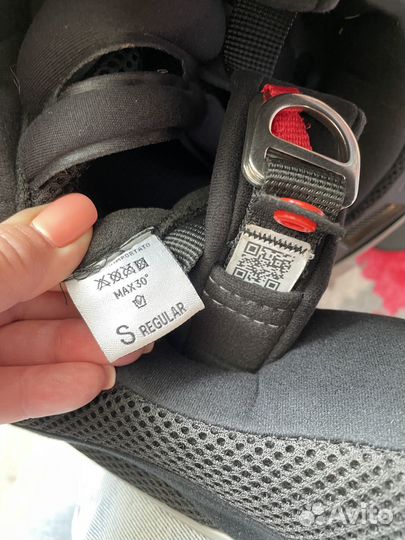 IMPORTATO
MAX 30°
S REGULAR
Avito